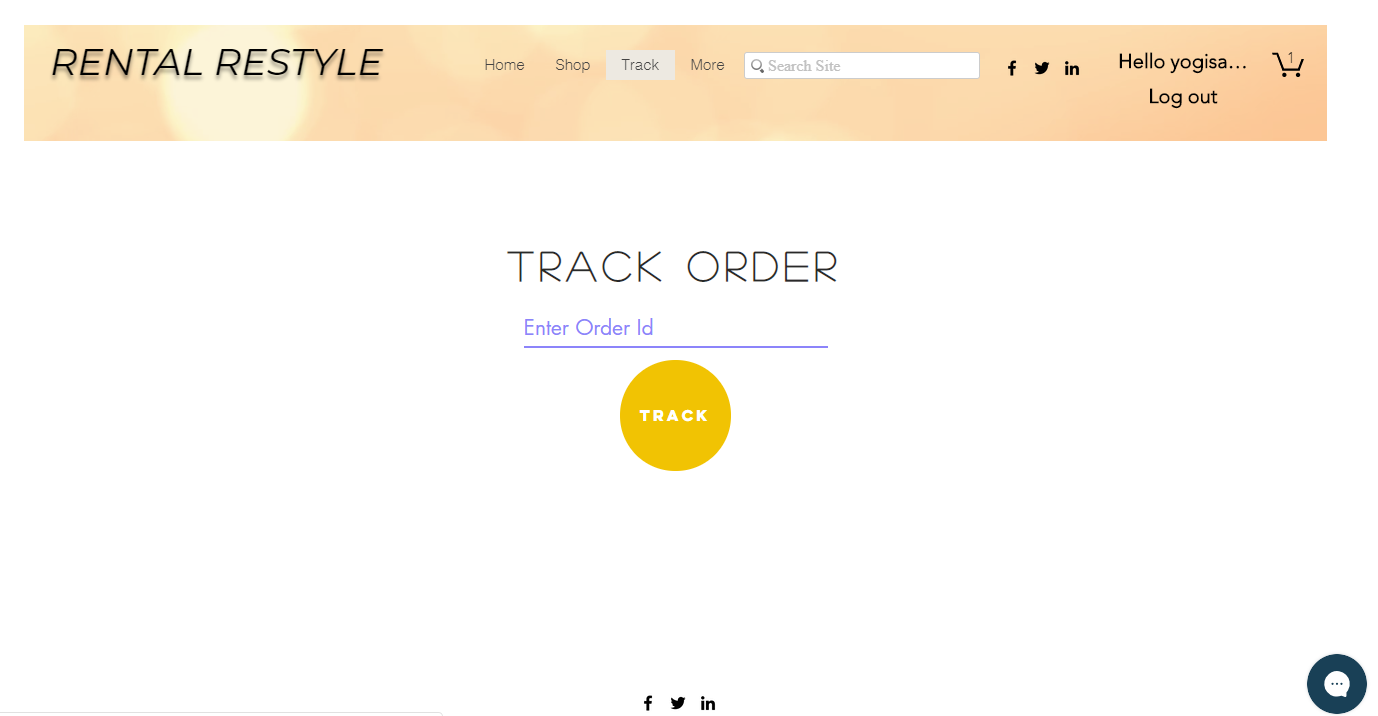 RENTAL RESTYLE
Home Shop Track More
Search Site
Hello yogisa...
1
Log out
TRACK ORDER
Enter Order Id
TRACK